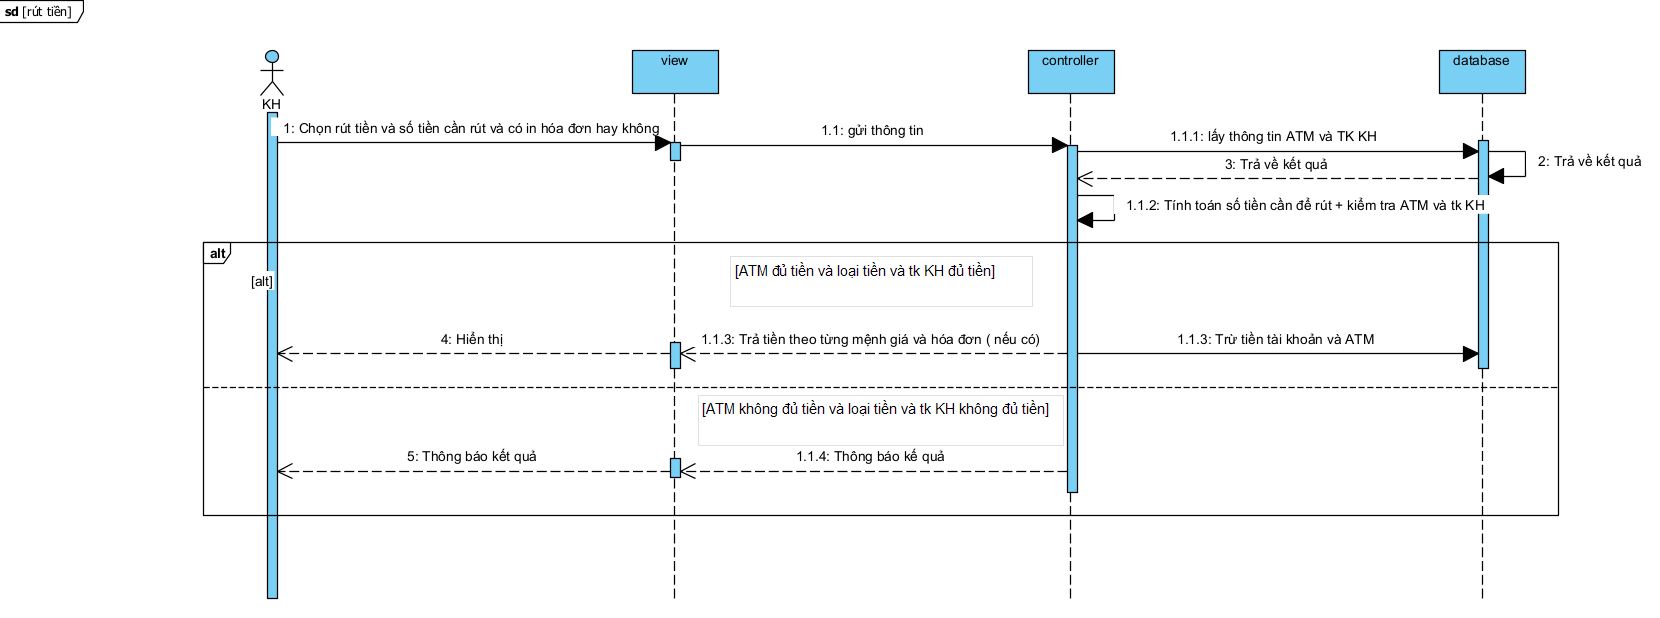 sd [rút tiền]
view
controller
database
KH
1: Chọn rút tiền và số tiền cần rút và có in hóa đơn hay không
1.1: gửi thông tin
1.1.1: lấy thông tin ATM và TK KH
2: Trả về kết quả
3: Trả về kết quả
1.1.2: Tính toán số tiền cần để rút + kiểm tra ATM và tk KH
alt
[alt]
[ATM đủ tiền và loại tiền và tk KH đủ tiền]
4: Hiển thị
1.1.3: Trả tiền theo từng mệnh giá và hóa đơn ( nếu có)
1.1.3: Trừ tiền tài khoản và ATM
[ATM không đủ tiền và loại tiền và tk KH không đủ tiền]
5: Thông báo kết quả
1.1.4: Thông báo kế quả